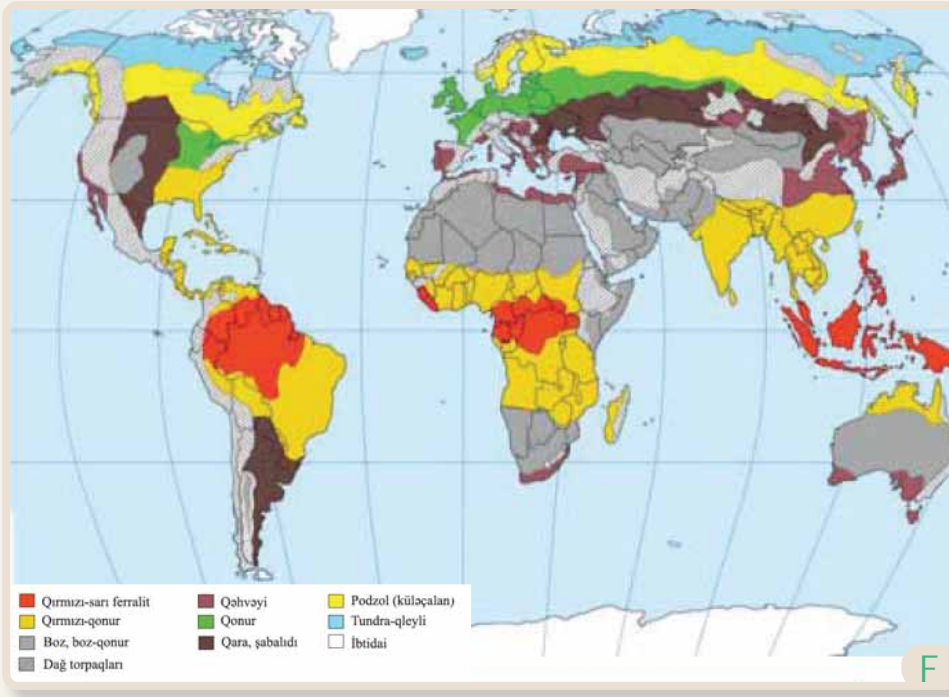 Qırmızı-sarı ferralit
Qırmızı-qonur
Boz, boz-qonur
Dağ torpaqları
Qəhvəyi
Qonur
Qara, şabalıdı
Podzol (küləçalan)
Tundra-qleyli
İbtidai
F